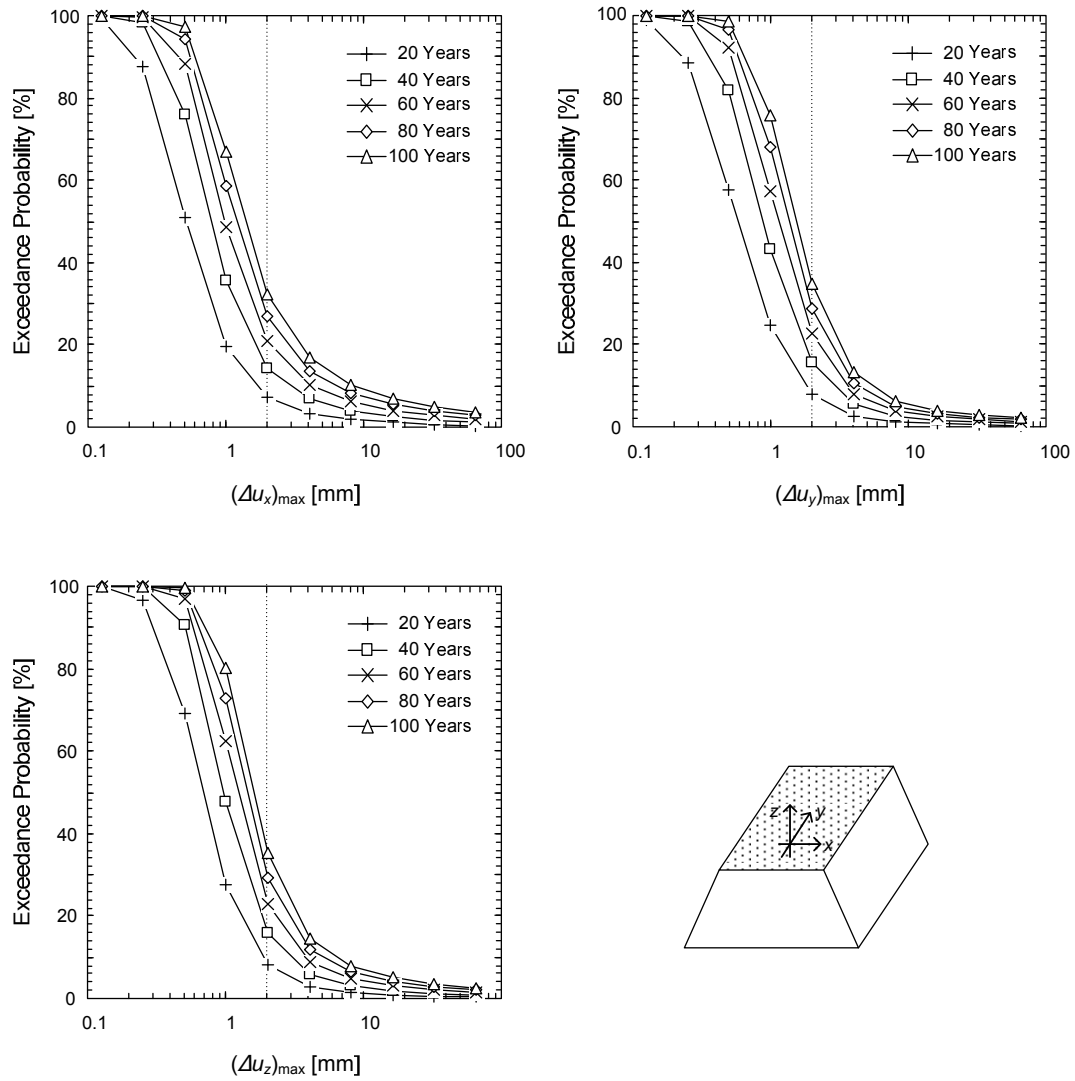 Exceedance Probability [%]
100
80
60
40
20
0
20 Years
40 Years
60 Years
80 Years
100 Years
0.1 1 10 100
(Δuₓ)max [mm]
Exceedance Probability [%]
100
80
60
40
20
0
20 Years
40 Years
60 Years
80 Years
100 Years
0.1 1 10 100
(Δuy)max [mm]
Exceedance Probability [%]
100
80
60
40
20
0
20 Years
40 Years
60 Years
80 Years
100 Years
0.1 1 10
(Δuz)max [mm]
z y
x